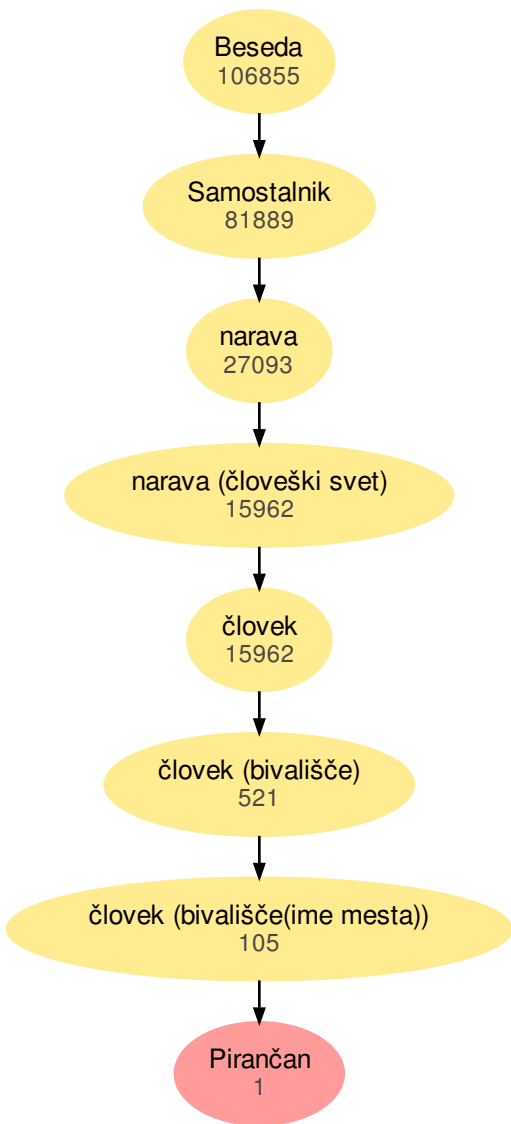 Beseda
106855
Samostalnik
81889
narava
27093
narava (človeški svet)
15962
človek
15962
človek (bivališče)
521
človek (bivališče(ime mesta))
105
Pirančan
1